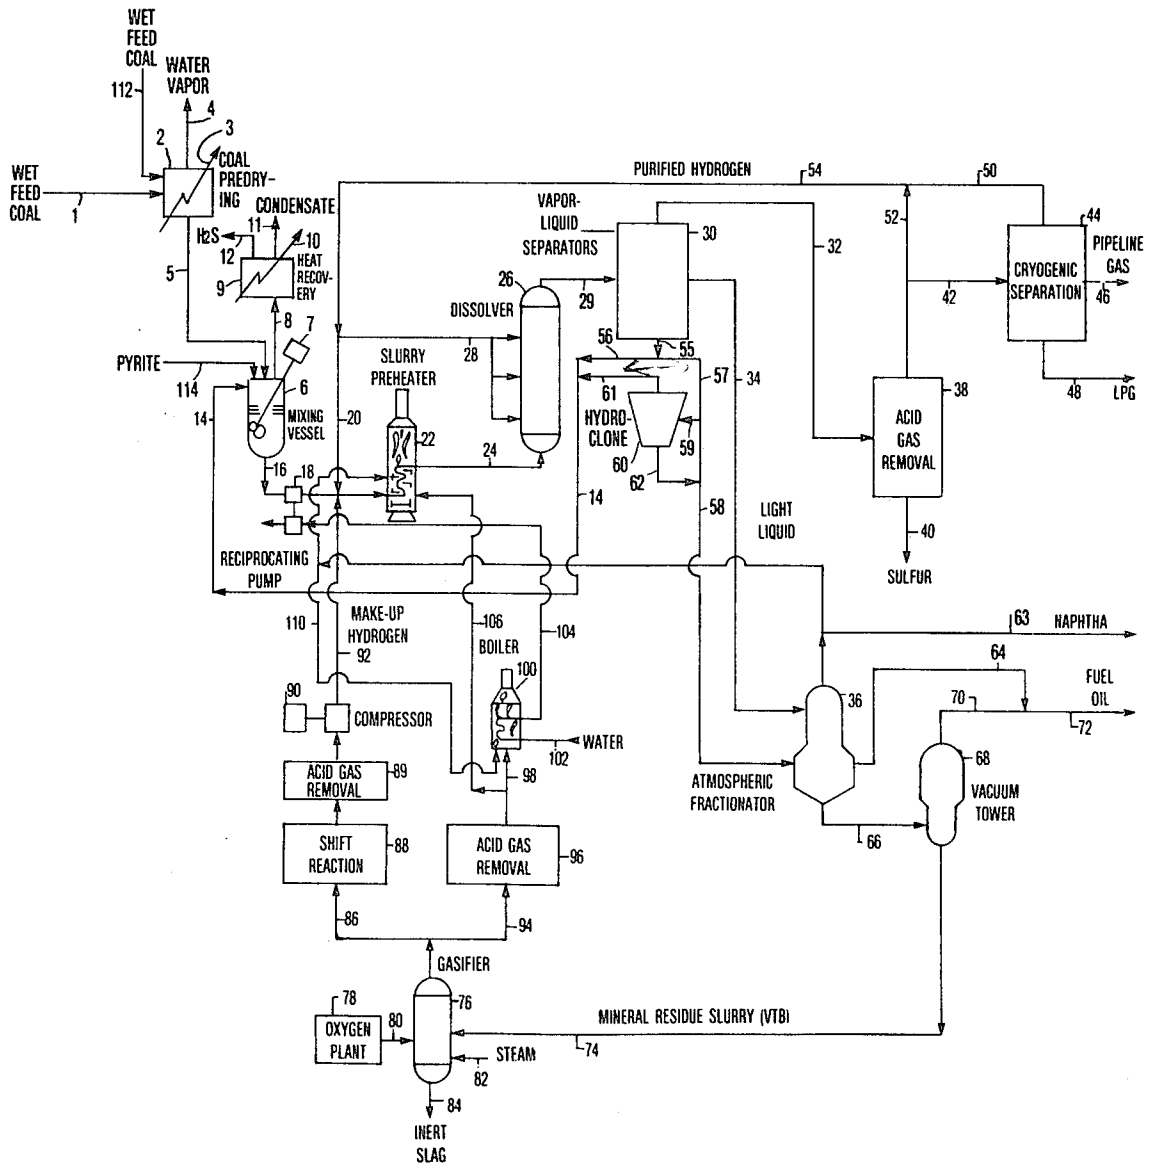 WET
FEED
COAL
112
WATER
VAPOR
4
2
3
COAL
PREDRY-
ING
WET
FEED
COAL
1
CONDENSATE
11
H2S
12
10
HEAT
RECOV-
ERY
9
5
8
7
PYRITE
114
6
14
MIXING
VESSEL
16
18
RECIPROCATING
PUMP
PURIFIED HYDROGEN
54
50
VAPOR-
LIQUID
SEPARATORS
30
32
52
44
PIPELINE
GAS
CRYOGENIC
SEPARATION
42
46
48
LPG
26
29
DISSOLVER
28
SLURRY
PREHEATER
20
22
24
55
56
57
34
61
HYDRO-
CLONE
59
60
62
14
58
LIGHT
LIQUID
38
ACID
GAS
REMOVAL
40
SULFUR
110
MAKE-UP
HYDROGEN
92
106
BOILER
104
100
102
WATER
98
90
COMPRESSOR
ACID GAS
REMOVAL
89
SHIFT
REACTION
88
ACID GAS
REMOVAL
96
86
94
63
NAPHTHA
64
FUEL
OIL
70
72
36
68
ATMOSPHERIC
FRACTIONATOR
VACUUM
TOWER
66
GASIFIER
76
78
OXYGEN
PLANT
80
STEAM
82
84
INERT
SLAG
MINERAL RESIDUE SLURRY (VTB)
74